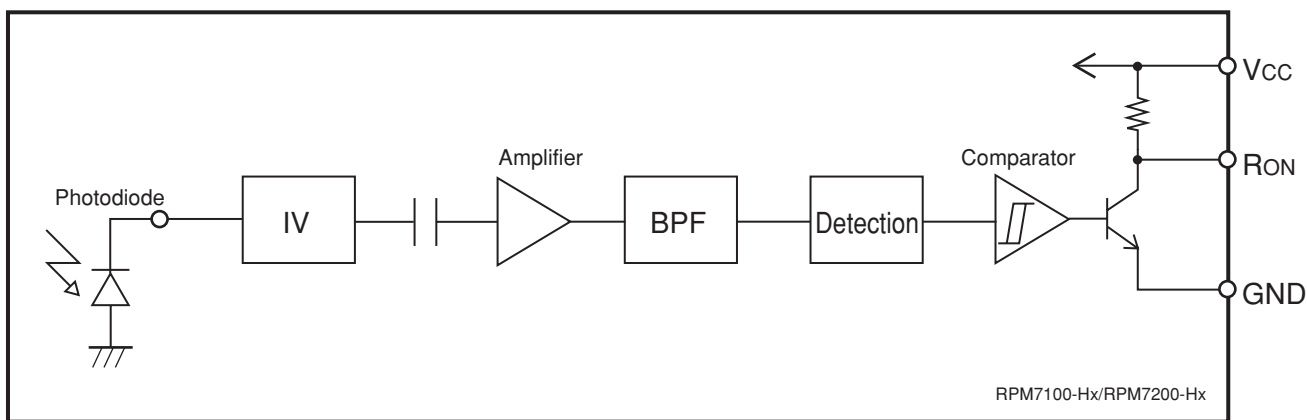 VCC
Amplifier
Comparator
RON
Photodiode
IV
BPF
Detection
GND
RPM7100-Hx/RPM7200-Hx